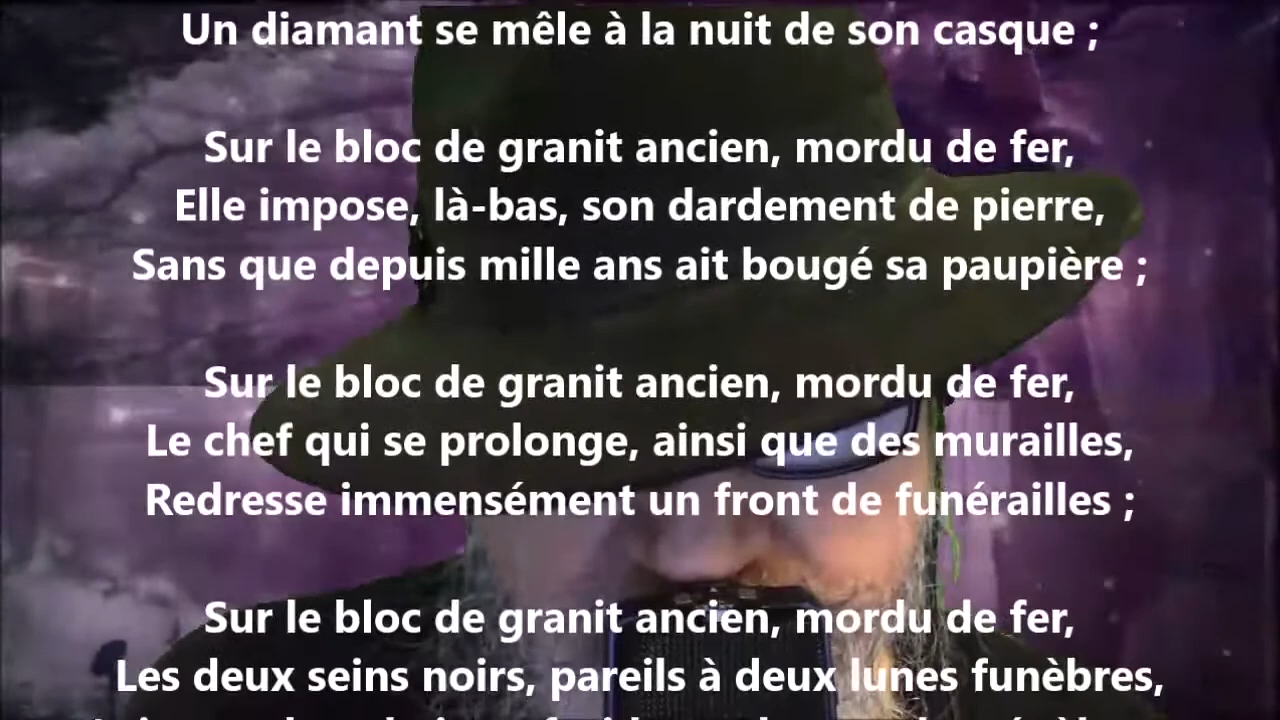 Un diamant se mêle à la nuit de son casque ;
Sur le bloc de granit ancien, mordu de fer,
Elle impose, là-bas, son dardement de pierre,
Sans que depuis mille ans ait bougé sa paupière ;
Sur le bloc de granit ancien, mordu de fer,
Le chef qui se prolonge, ainsi que des murailles,
Redresse immensément un front de funérailles ;
Sur le bloc de granit ancien, mordu de fer,
Les deux seins noirs, pareils à deux lunes funèbres,